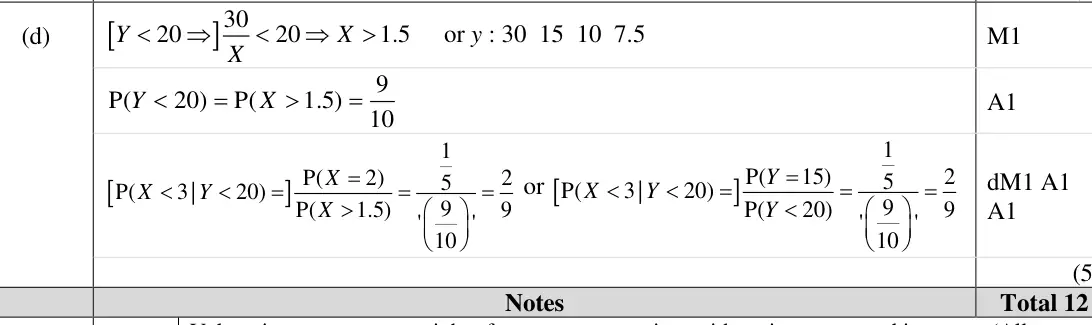 (d) [Y < 20 ⇒] 30/X < 20 ⇒ X > 1.5 or y : 30 15 10 7.5 M1
P(Y < 20) = P(X > 1.5) = 9/10 A1
[P(X < 3 | Y < 20) =] P(X = 2)/P(X > 1.5) = (1/5)/'(9/10)' = 2/9 or [P(X < 3 | Y < 20) =] P(Y = 15)/P(Y < 20) = (1/5)/'(9/10)' = 2/9 dM1 A1
A1
(5
Notes Total 12